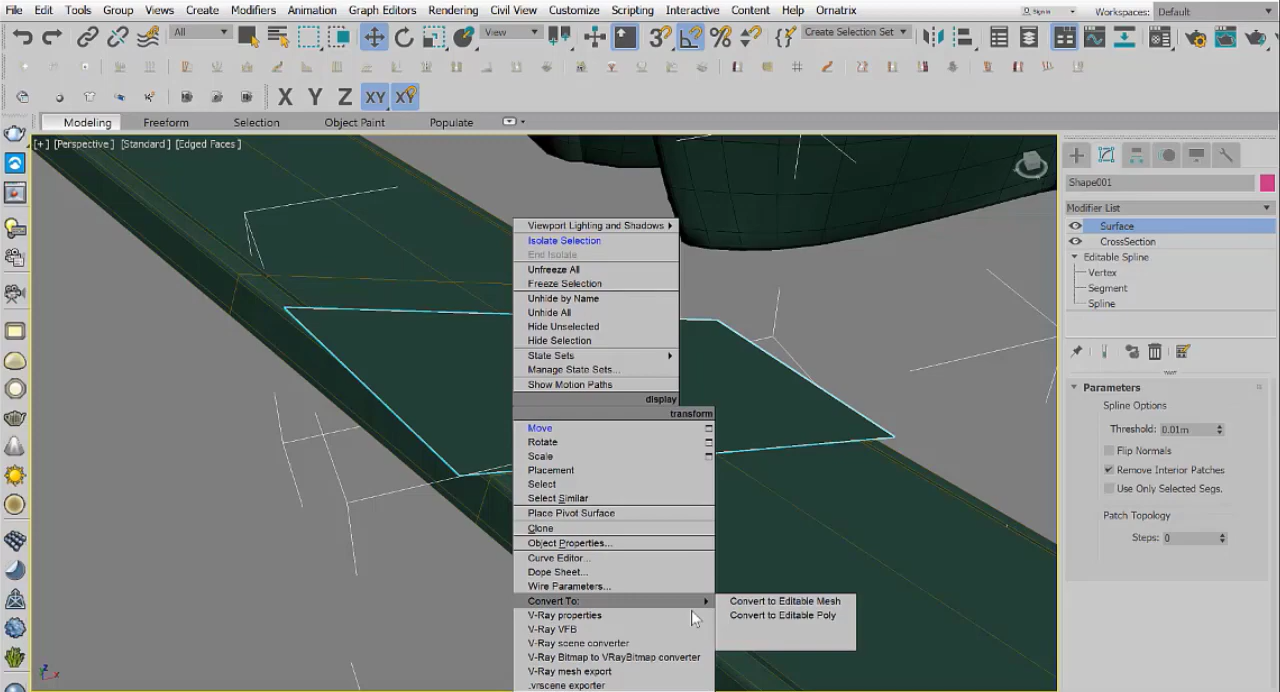 File Edit Tools Group Views Create Modifiers Animation Graph Editors Rendering Civil View Customize Scripting Interactive Content Help Ornatrix Sign In Workspaces: Default
All View Create Selection Set
X Y Z XY XY
Modeling Freeform Selection Object Paint Populate
[+] [Perspective] [Standard] [Edged Faces]
Shape001
Modifier List
Surface
CrossSection
Editable Spline
Vertex
Segment
Spline
Parameters
Spline Options
Threshold: 0.01m
Flip Normals
Remove Interior Patches
Use Only Selected Segs.
Patch Topology
Steps: 0
Viewport Lighting and Shadows
Isolate Selection
End Isolate
Unfreeze All
Freeze Selection
Unhide by Name
Unhide All
Hide Unselected
Hide Selection
State Sets
Manage State Sets...
Show Motion Paths
display
transform
Move
Rotate
Scale
Placement
Select
Select Similar
Place Pivot Surface
Clone
Object Properties...
Curve Editor...
Dope Sheet...
Wire Parameters...
Convert To:
V-Ray properties
V-Ray VFB
V-Ray scene converter
V-Ray Bitmap to VRayBitmap converter
V-Ray mesh export
.vrscene exporter
Convert to Editable Mesh
Convert to Editable Poly
z
x